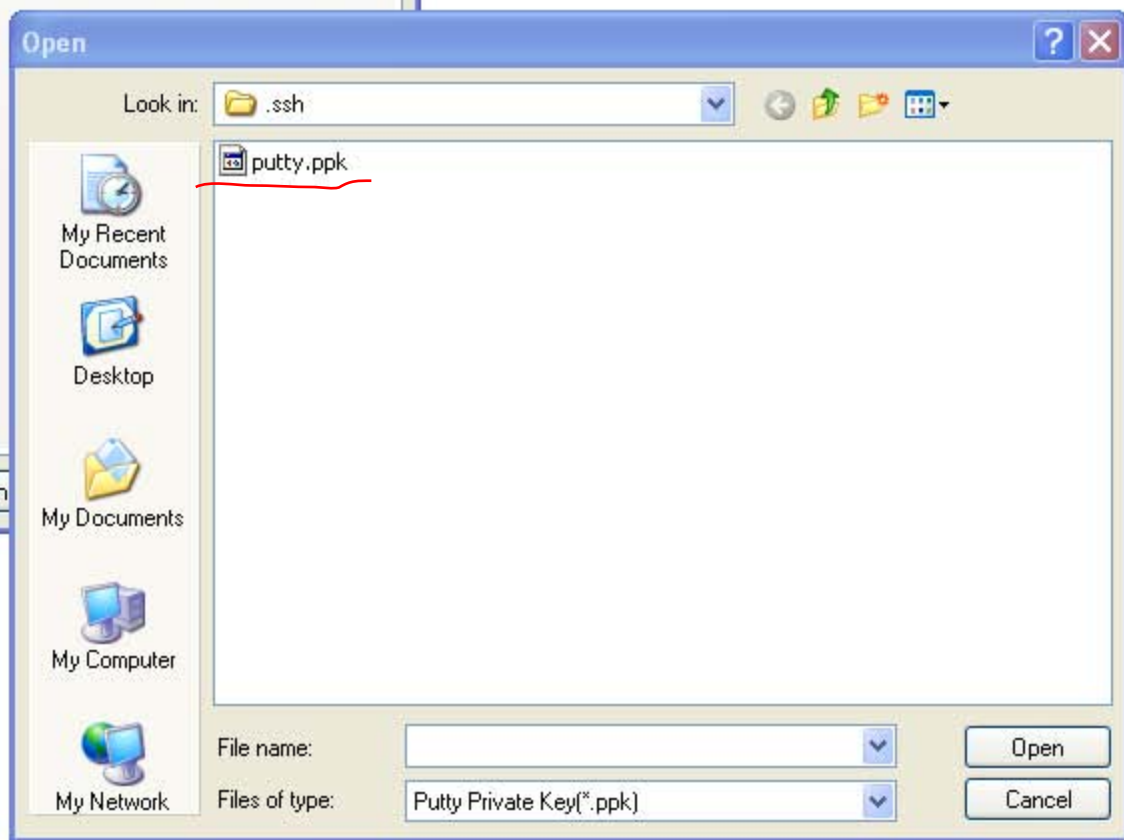 Open
Look in: .ssh
putty.ppk
My Recent
Documents
Desktop
My Documents
My Computer
My Network
File name:
Open
Files of type: Putty Private Key(*.ppk)
Cancel